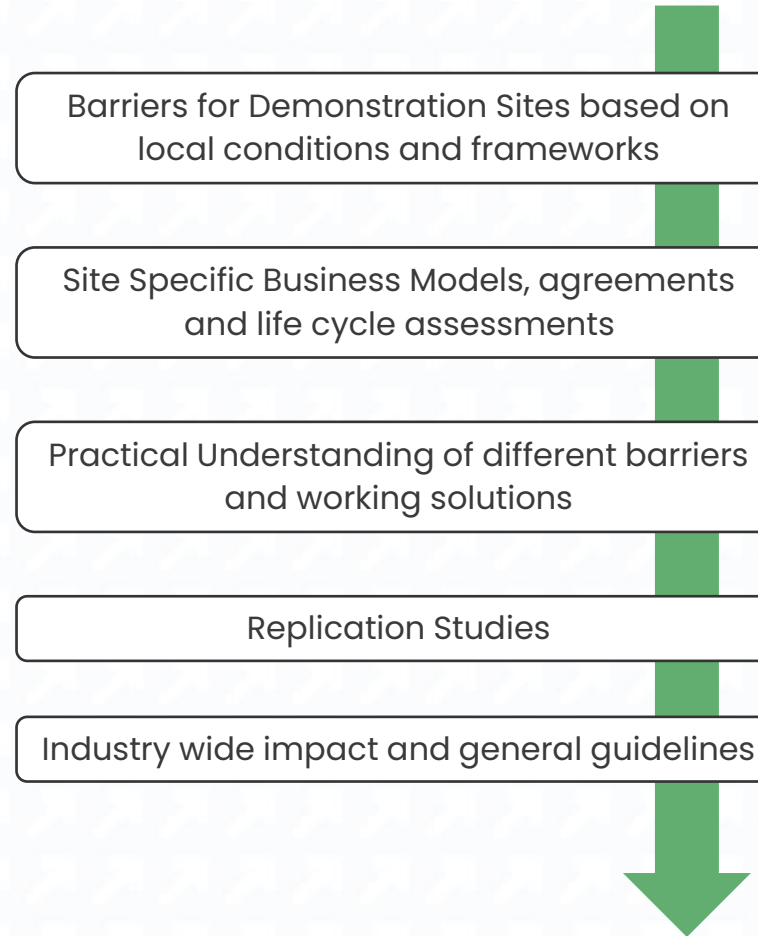 Barriers for Demonstration Sites based on
local conditions and frameworks
Site Specific Business Models, agreements
and life cycle assessments
Practical Understanding of different barriers
and working solutions
Replication Studies
Industry wide impact and general guidelines